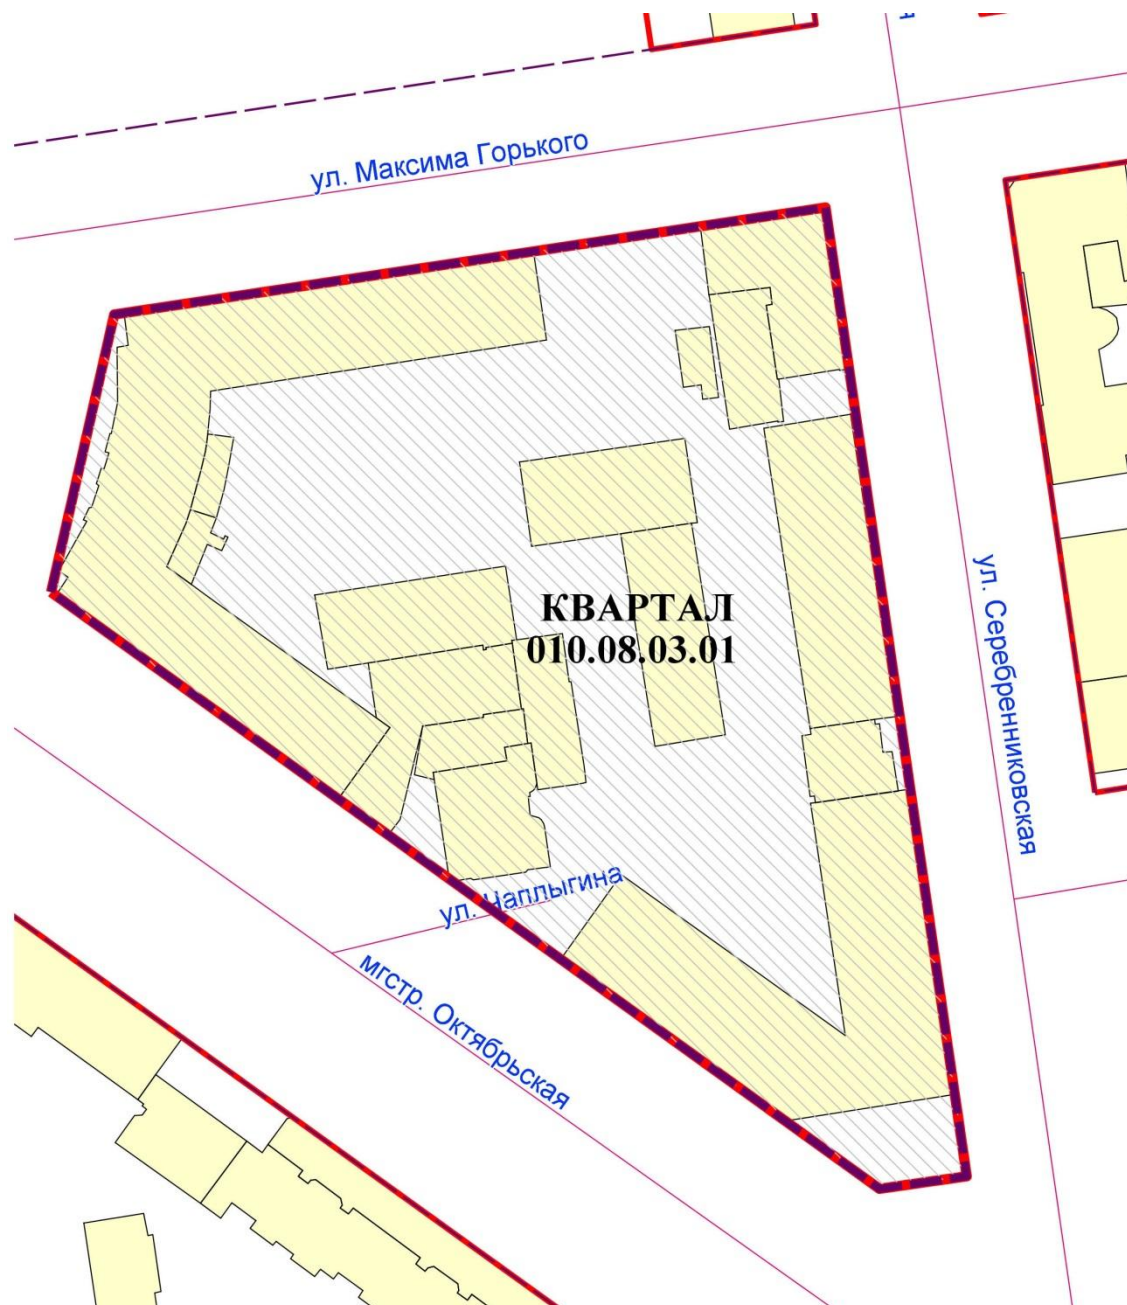 ул. Максима Горького
КВАРТАЛ
010.08.03.01
ул. Серебренниковская
ул. Чаплыгина
мгстр. Октябрьская